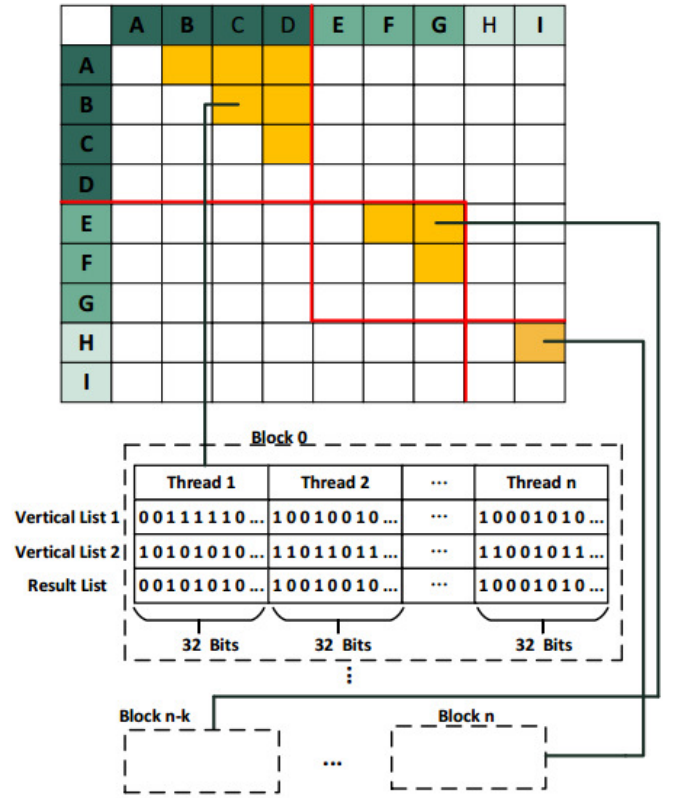 A B C D E F G H I
A
B
C
D
E
F
G
H
I
Block 0
Thread 1 Thread 2 ... Thread n
Vertical List 1 0 0 1 1 1 1 1 0 ... 1 0 0 1 0 0 1 0 ... ... 1 0 0 0 1 0 1 0 ...
Vertical List 2 1 0 1 0 1 0 1 0 ... 1 1 0 1 1 0 1 1 ... ... 1 1 0 0 1 0 1 1 ...
Result List 0 0 1 0 1 0 1 0 ... 1 0 0 1 0 0 1 0 ... ... 1 0 0 0 1 0 1 0 ...
32 Bits 32 Bits 32 Bits
⋮
Block n-k Block n
...